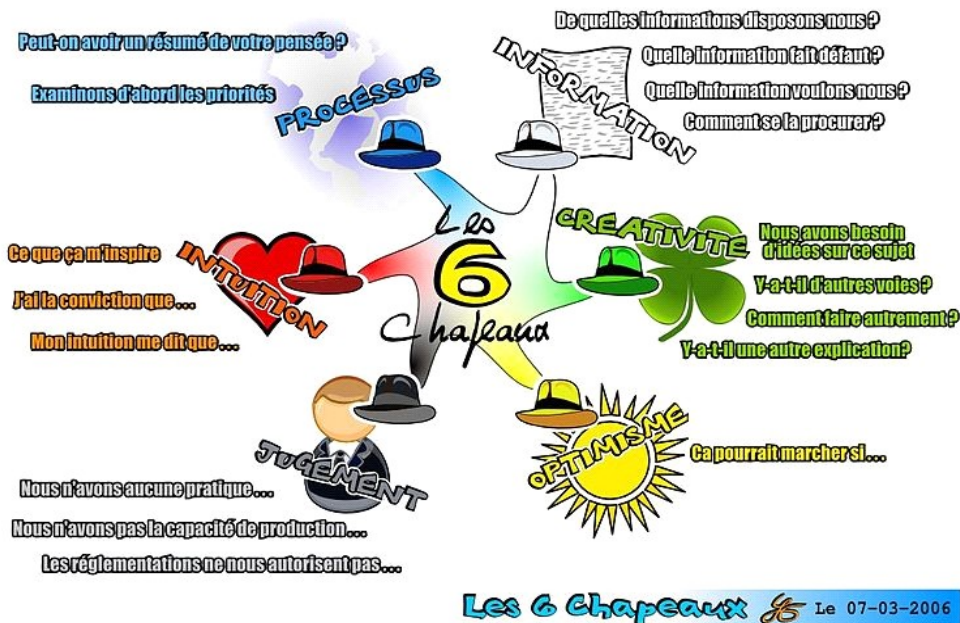 Peut-on avoir un résumé de votre pensée ?
Examinons d'abord les priorités
PROCESSUS
De quelles informations disposons nous ?
Quelle information fait défaut ?
Quelle information voulons nous ?
Comment se la procurer ?
INFORMATION
Les
6
Chapeaux
CREATIVITÉ
Nous avons besoin
d'idées sur ce sujet
Y-a-t-il d'autres voies ?
Comment faire autrement ?
Y-a-t-il une autre explication?
Ce que ça m'inspire
J'ai la conviction que...
Mon intuition me dit que...
INTUITION
JUGEMENT
Nous n'avons aucune pratique...
Nous n'avons pas la capacité de production...
Les réglementations ne nous autorisent pas...
OPTIMISME
Ca pourrait marcher si...
Les 6 Chapeaux
Le 07-03-2006